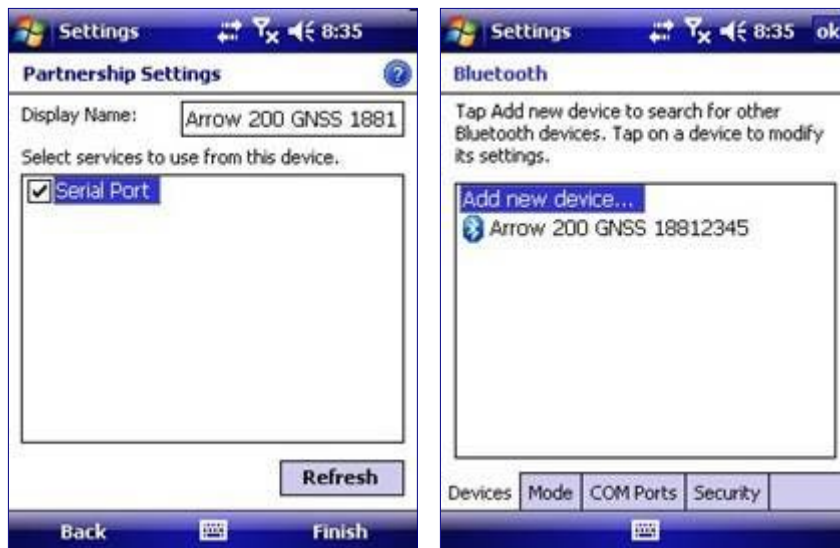 Settings 8:35
Partnership Settings
Display Name: Arrow 200 GNSS 1881
Select services to use from this device.
Serial Port
Refresh
Back Finish
Settings 8:35 ok
Bluetooth
Tap Add new device to search for other
Bluetooth devices. Tap on a device to modify
its settings.
Add new device...
Arrow 200 GNSS 18812345
Devices Mode COM Ports Security